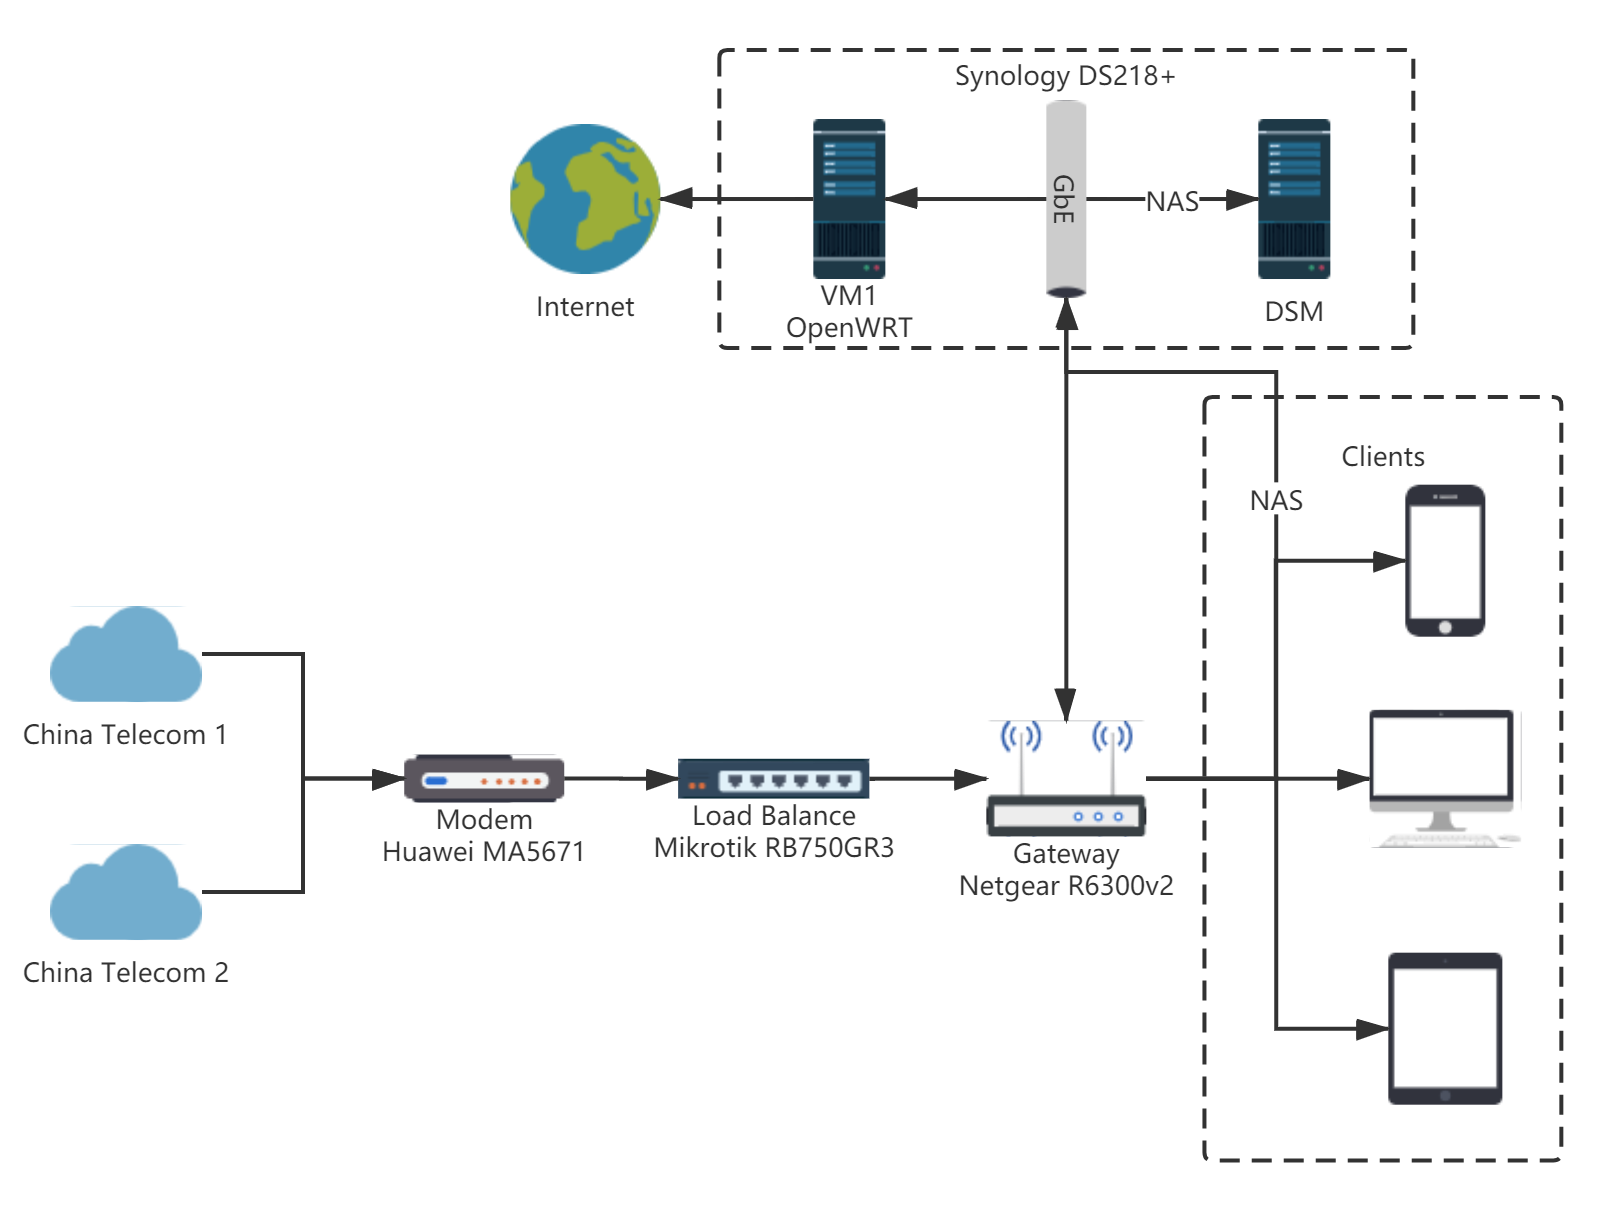 Synology DS218+
GbE
NAS
Internet
VM1
OpenWRT
DSM
Clients
NAS
China Telecom 1
Modem
Huawei MA5671
Load Balance
Mikrotik RB750GR3
Gateway
Netgear R6300v2
China Telecom 2